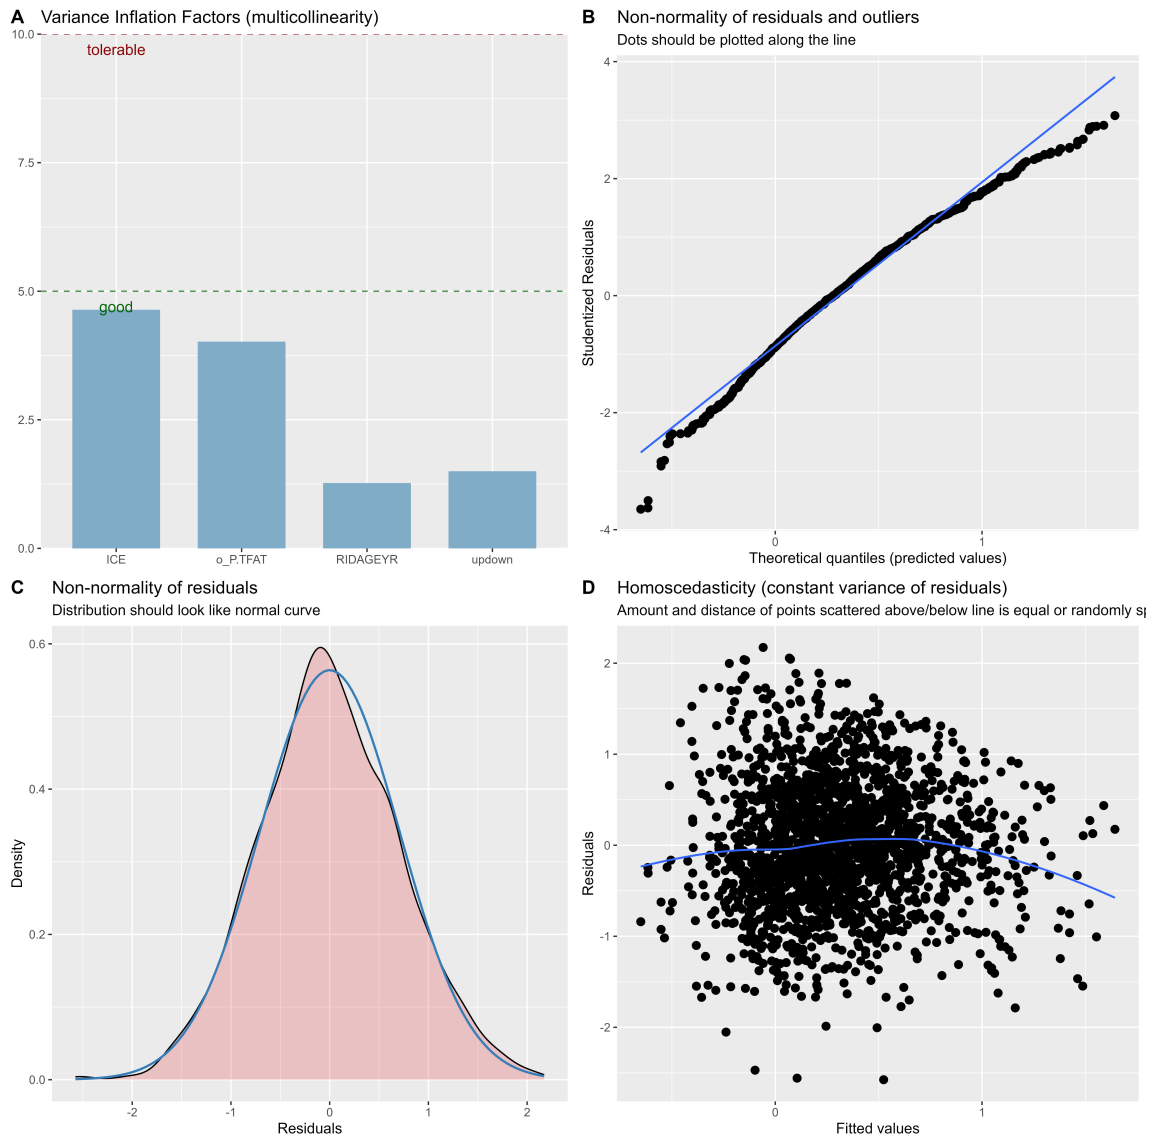 A Variance Inflation Factors (multicollinearity)
10.0
tolerable
7.5
5.0
good
2.5
0.0
ICE o_P.TFAT RIDAGEYR updown
B Non-normality of residuals and outliers
Dots should be plotted along the line
Studentized Residuals
4
2
0
-2
-4
0 1
Theoretical quantiles (predicted values)
C Non-normality of residuals
Distribution should look like normal curve
Density
0.6
0.4
0.2
0.0
-2 -1 0 1 2
Residuals
D Homoscedasticity (constant variance of residuals)
Amount and distance of points scattered above/below line is equal or randomly
Residuals
2
1
0
-1
-2
0 1
Fitted values